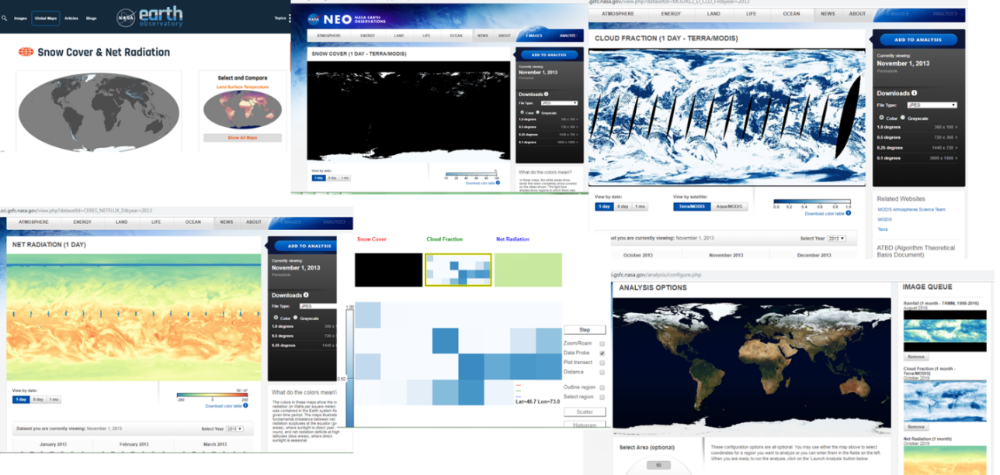 Images
Global Maps
Articles
Blogs
NASA
earth
observatory
Topics
Snow Cover & Net Radiation
Select and Compare
Land Surface Temperature
Show All Maps
NASA
NEO NASA EARTH OBSERVATIONS
ATMOSPHERE ENERGY LAND LIFE OCEAN NEWS ABOUT 2 IMAGES ANALYZE
SNOW COVER (1 DAY - TERRA/MODIS)
ADD TO ANALYSIS
Currently viewing:
November 1, 2013
Permalink
Downloads
File Type: JPEG
Color Grayscale
1.0 degrees 360 x 180
0.5 degrees 720 x 360
0.25 degrees 1440 x 720
0.1 degrees 3600 x 1800
View by date:
1 day 8 day 1 mo
Download color table
What do the colors mean?
In these maps, the white areas show
ATMOSPHERE ENERGY LAND LIFE OCEAN NEWS ABOUT IMAGES ANALYZE
CLOUD FRACTION (1 DAY - TERRA/MODIS)
ADD TO ANALYSIS
Currently viewing:
November 1, 2013
Permalink
Downloads
File Type: JPEG
Color Grayscale
1.0 degrees 360 x 180
0.5 degrees 720 x 360
0.25 degrees 1440 x 720
0.1 degrees 3600 x 1800
View by date:
1 day 8 day 1 mo
View by satellite:
Terra/MODIS Aqua/MODIS
0.0 0.2 0.4 0.6 0.8 1.0
Download color table
Related Websites
MODIS Atmospheres Science Team
MODIS
Terra
ATBD (Algorithm Theoretical
Basis Document)
set you are currently viewing: November 1, 2013
Select Year 2013
October 2013 November 2013 December 2013
sci.gsfc.nasa.gov/view.php?datasetId=CERES_NETFLUX_D&year=2013
ATMOSPHERE ENERGY LAND LIFE OCEAN NEWS ABOUT IMAGES ANALYZE
NET RADIATION (1 DAY)
ADD TO ANALYSIS
Currently viewing:
November 1, 2013
Permalink
Downloads
File Type: JPEG
Color Grayscale
1.0 degrees 360 x
0.5 degrees 720 x
0.25 degrees 1440 x
View by date:
1 day 8 day 1 mo
W/m²
-280 0 280
Download color table
What do the colors mean?
The colors in these maps show the n
radiation (in Watts per square meter)
was contained in the Earth system fo
given time period. The maps illustrate
fundamental imbalance between net
radiation surpluses at the equator
areas), where sunlight is direct year-
round, and net radiation deficits at high
latitudes (blue areas), where direct
sunlight is seasonal
Dataset you are currently viewing: November 1, 2013
Select Year 2013
January 2013 February 2013 March 2013
Snow Cover Cloud Fraction Net Radiation
1.00
0.50
Step
Zoom/Roam
Data Probe
Plot transect
Distance
Outline region
Select region
Lat=48.7 Lon=73.0
Scatter
Histogram
.gsfc.nasa.gov/analysis/configure.php
ANALYSIS OPTIONS
IMAGE QUEUE
Rainfall (1 month - TRMM, 1998-2016)
August 2016
Remove
Cloud Fraction (1 month -
Terra/MODIS)
October 2019
Remove
Net Radiation (1 month)
October 2019
Select Area (optional)
50
These configuration options are all optional. You may use either the map above to select
coordinates for a region you want to analyze or you can enter them in the fields on the left.
When you are ready to run the analysis, click on the 'Launch Analysis' button below.